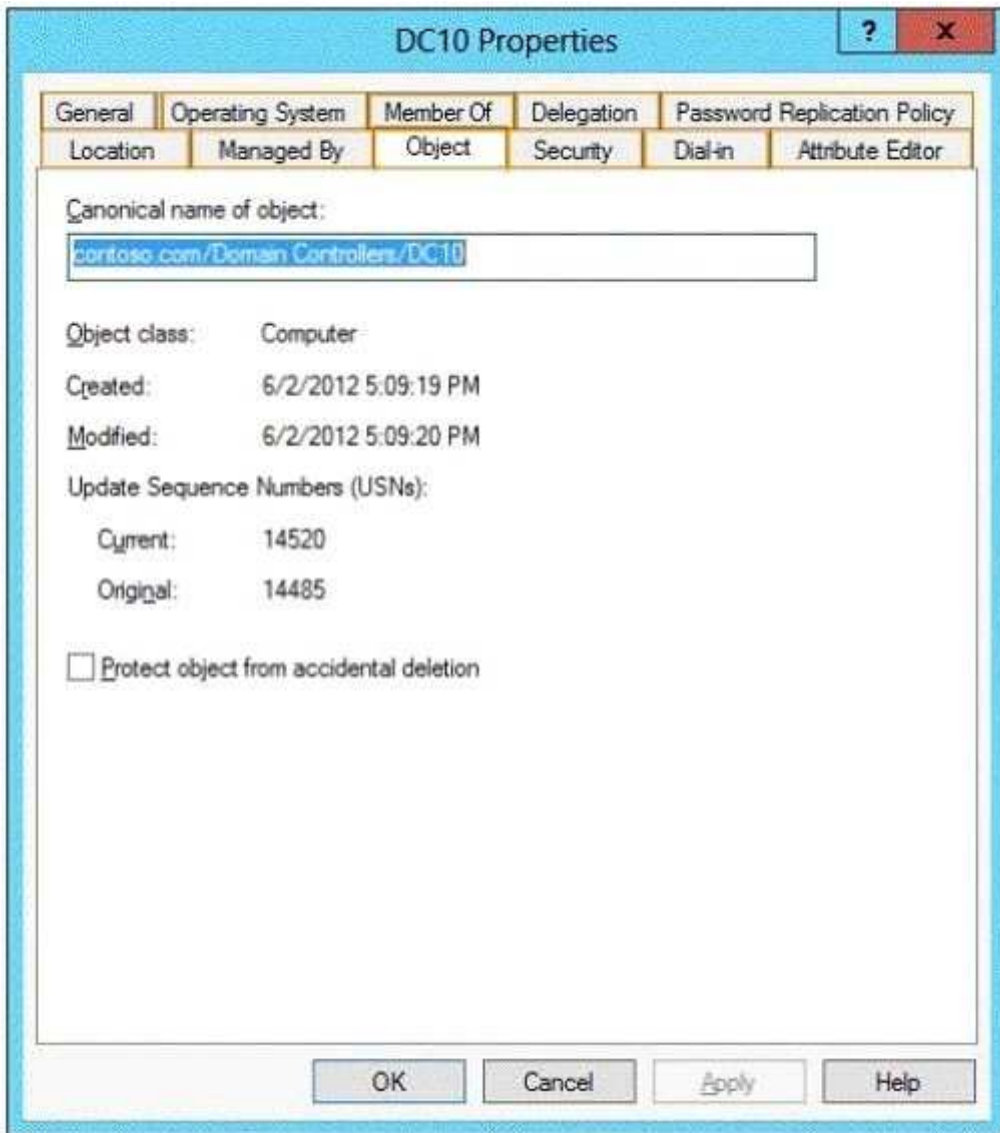 DC10 Properties
? x
General Operating System Member Of Delegation Password Replication Policy
Location Managed By Object Security Dial-in Attribute Editor
Canonical name of object:
contoso.com/Domain Controllers/DC10
Object class: Computer
Created: 6/2/2012 5:09:19 PM
Modified: 6/2/2012 5:09:20 PM
Update Sequence Numbers (USNs):
Current: 14520
Original: 14485
Protect object from accidental deletion
OK Cancel Apply Help